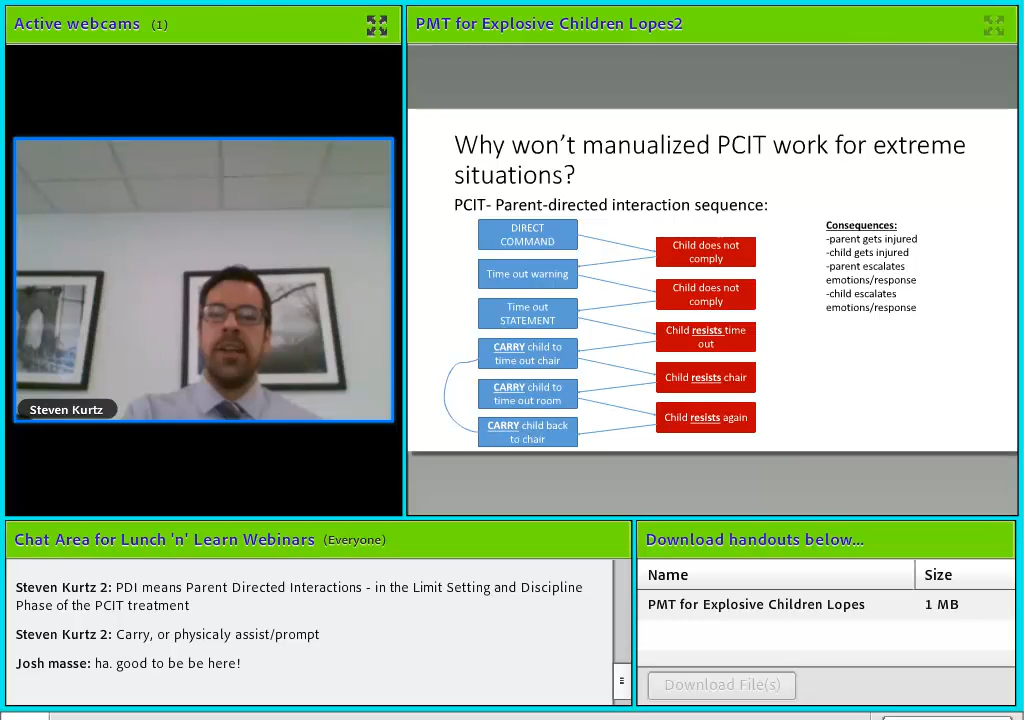 Active webcams (1)
Steven Kurtz
PMT for Explosive Children Lopes2
Why won't manualized PCIT work for extreme
situations?
PCIT- Parent-directed interaction sequence:
DIRECT
COMMAND
Child does not
comply
Time out warning
Child does not
comply
Time out
STATEMENT
Child resists time
out
CARRY child to
time out chair
Child resists chair
CARRY child to
time out room
Child resists again
CARRY child back
to chair
Consequences:
-parent gets injured
-child gets injured
-parent escalates
emotions/response
-child escalates
emotions/response
Chat Area for Lunch 'n' Learn Webinars (Everyone)
Steven Kurtz 2: PDI means Parent Directed Interactions - in the Limit Setting and Discipline
Phase of the PCIT treatment
Steven Kurtz 2: Carry, or physicaly assist/prompt
Josh masse: ha. good to be be here!
Download handouts below...
Name Size
PMT for Explosive Children Lopes 1 MB
Download File(s)